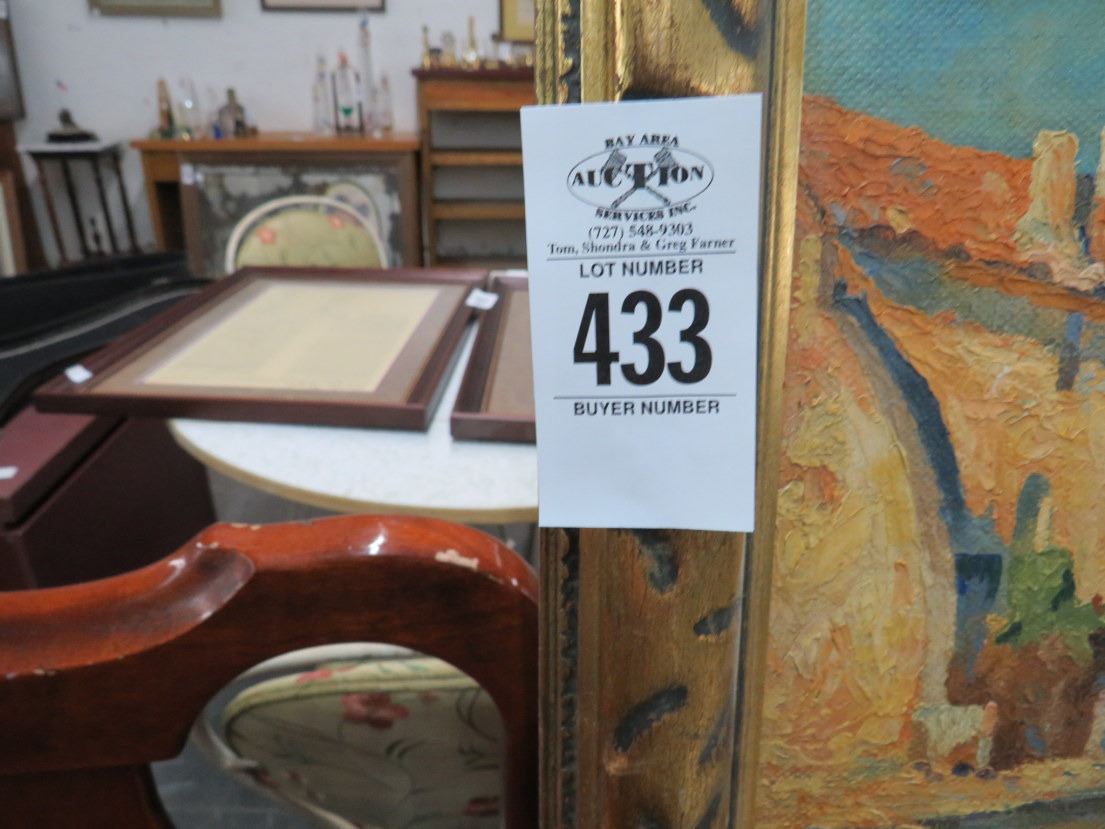 BAY AREA
AUCTION
SERVICES INC.
(727) 548-9303
Tom, Shondra & Greg Farner
LOT NUMBER
433
BUYER NUMBER